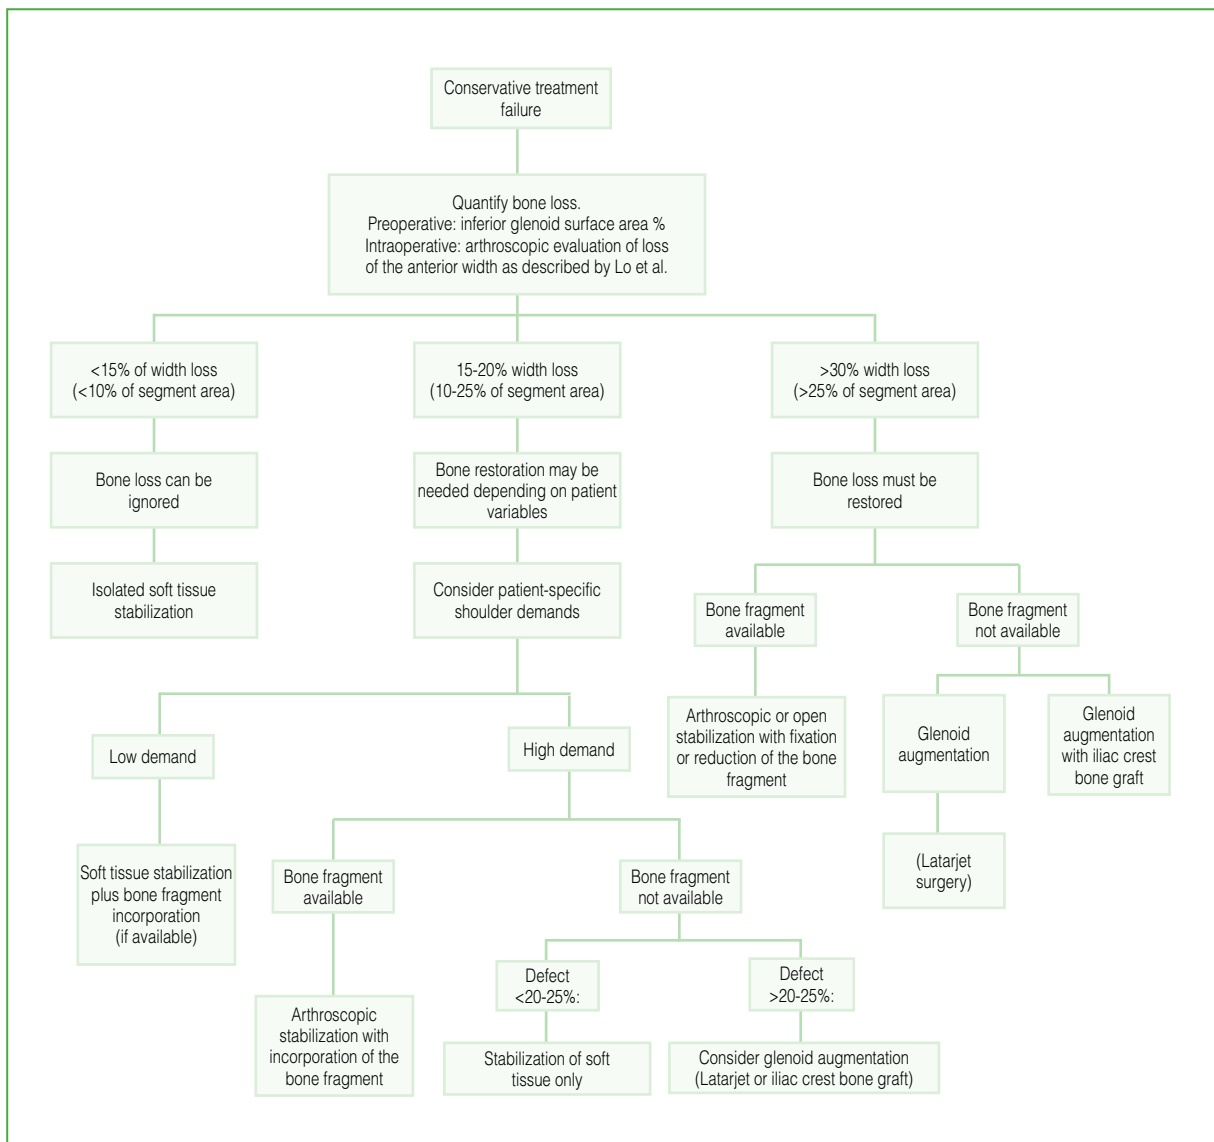 Conservative treatment
failure
Quantify bone loss.
Preoperative: inferior glenoid surface area %
Intraoperative: arthroscopic evaluation of loss
of the anterior width as described by Lo et al.
<15% of width loss
(<10% of segment area)
15-20% width loss
(10-25% of segment area)
>30% width loss
(>25% of segment area)
Bone loss can be
ignored
Bone restoration may be
needed depending on patient
variables
Bone loss must be
restored
Isolated soft tissue
stabilization
Consider patient-specific
shoulder demands
Bone fragment
available
Bone fragment
not available
Low demand
High demand
Arthroscopic or open
stabilization with fixation
or reduction of the bone
fragment
Glenoid
augmentation
Glenoid
augmentation
with iliac crest
bone graft
Soft tissue stabilization
plus bone fragment
incorporation
(if available)
Bone fragment
available
Bone fragment
not available
(Latarjet
surgery)
Defect
<20-25%:
Defect
>20-25%:
Arthroscopic
stabilization with
incorporation of the
bone fragment
Stabilization of soft
tissue only
Consider glenoid augmentation
(Latarjet or iliac crest bone graft)